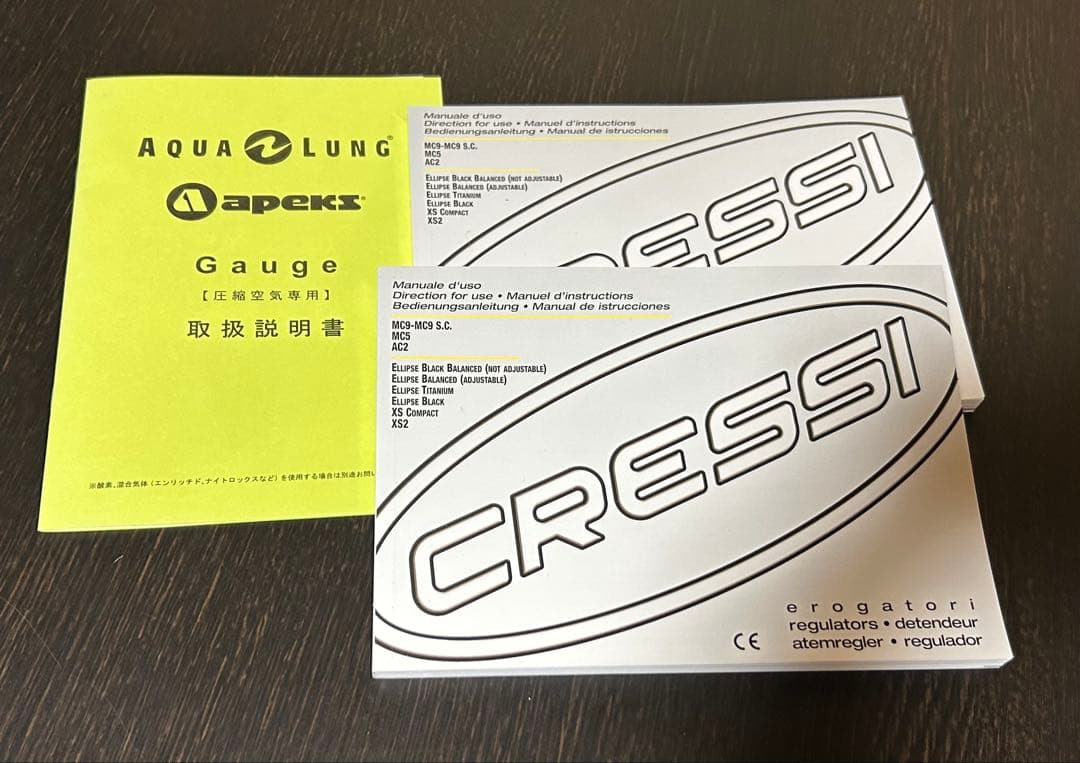 AQUA LUNG®
apeks®
Gauge
【圧縮空気専用】
取扱説明書
※酸素、混合気体(エンリッチド、ナイトロックスなど)を使用する場合は別途お問い
Manuale d'uso
Direction for use • Manuel d'instructions
Bedienungsanleitung • Manual de istrucciones
MC9-MC9 S.C.
MC5
AC2
ELLIPSE BLACK BALANCED (NOT ADJUSTABLE)
ELLIPSE BALANCED (ADJUSTABLE)
ELLIPSE TITANIUM
ELLIPSE BLACK
XS COMPACT
XS2
CRESSI
Manuale d'uso
Direction for use • Manuel d'instructions
Bedienungsanleitung • Manual de istrucciones
MC9-MC9 S.C.
MC5
AC2
ELLIPSE BLACK BALANCED (NOT ADJUSTABLE)
ELLIPSE BALANCED (ADJUSTABLE)
ELLIPSE TITANIUM
ELLIPSE BLACK
XS COMPACT
XS2
CRESSI
erogatori
regulators • detendeur
CE atemregler • regulador